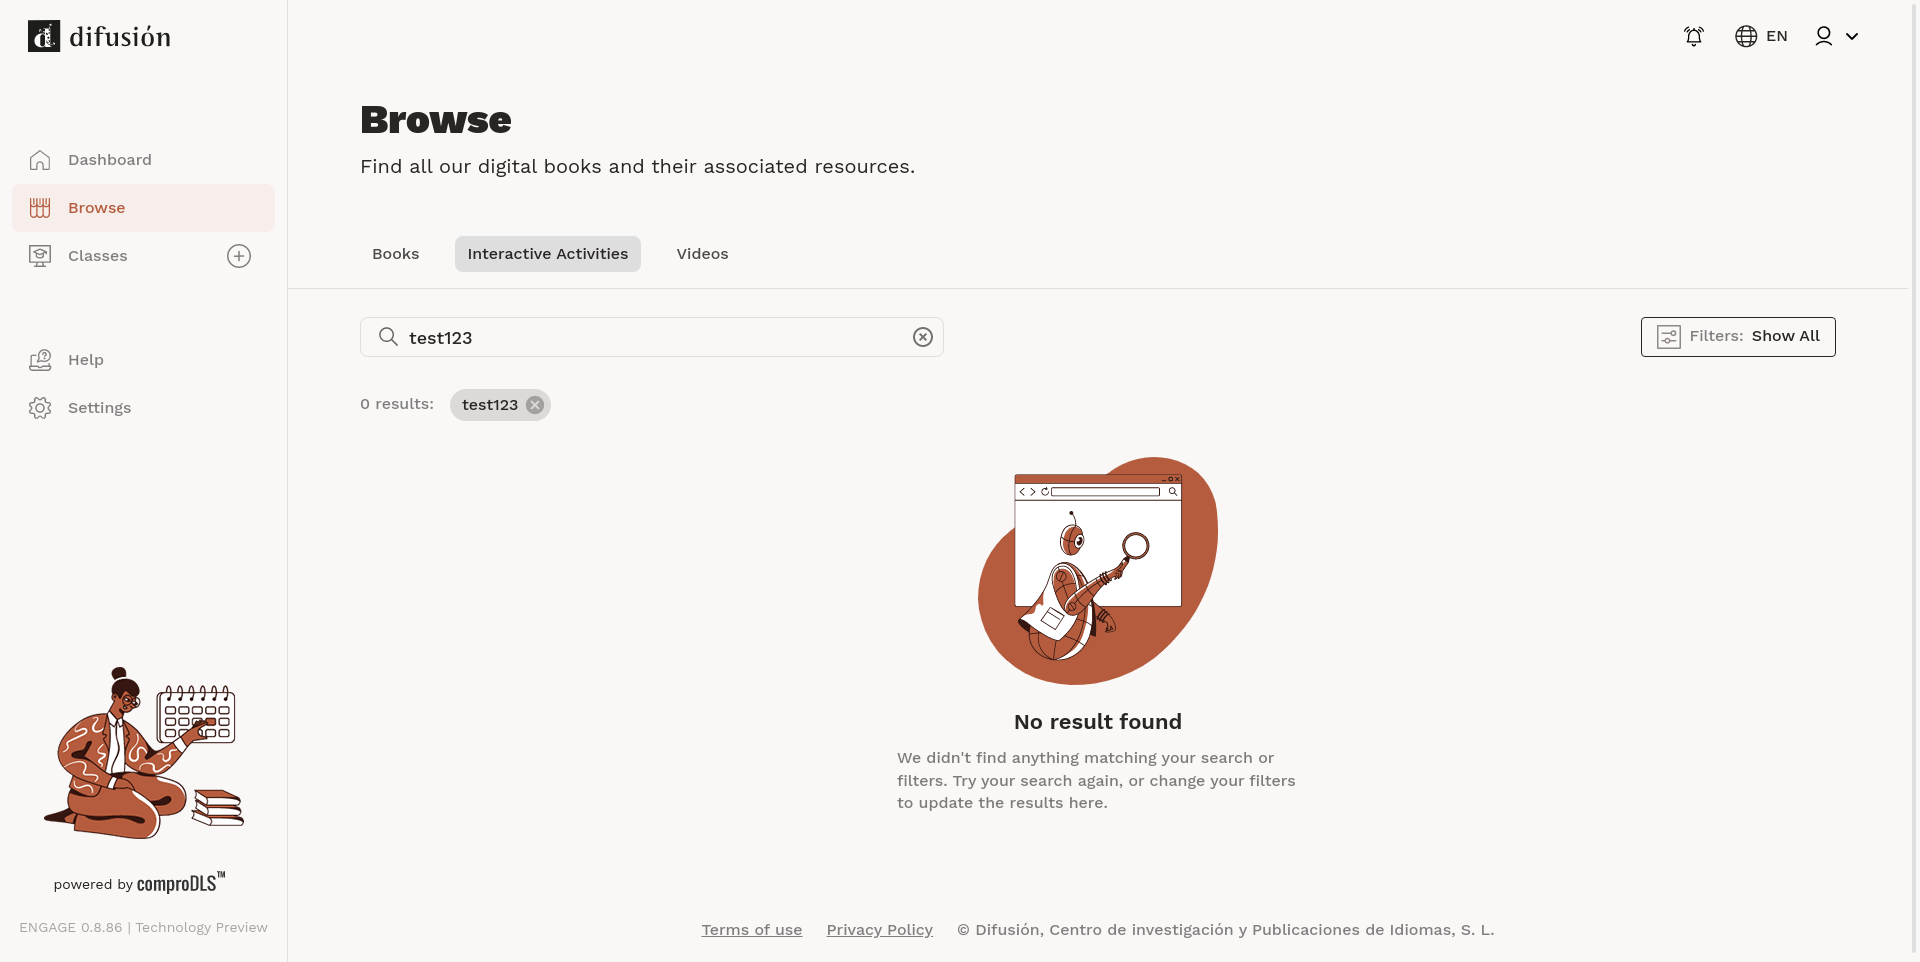 difusión
EN
Browse
Find all our digital books and their associated resources.
Dashboard
Browse
Classes
Help
Settings
Books
Interactive Activities
Videos
test123
Filters: Show All
0 results:
test123
No result found
We didn't find anything matching your search or
filters. Try your search again, or change your filters
to update the results here.
powered by comproDLS™
ENGAGE 0.8.86 | Technology Preview
Terms of use
Privacy Policy
© Difusión, Centro de investigación y Publicaciones de Idiomas, S. L.